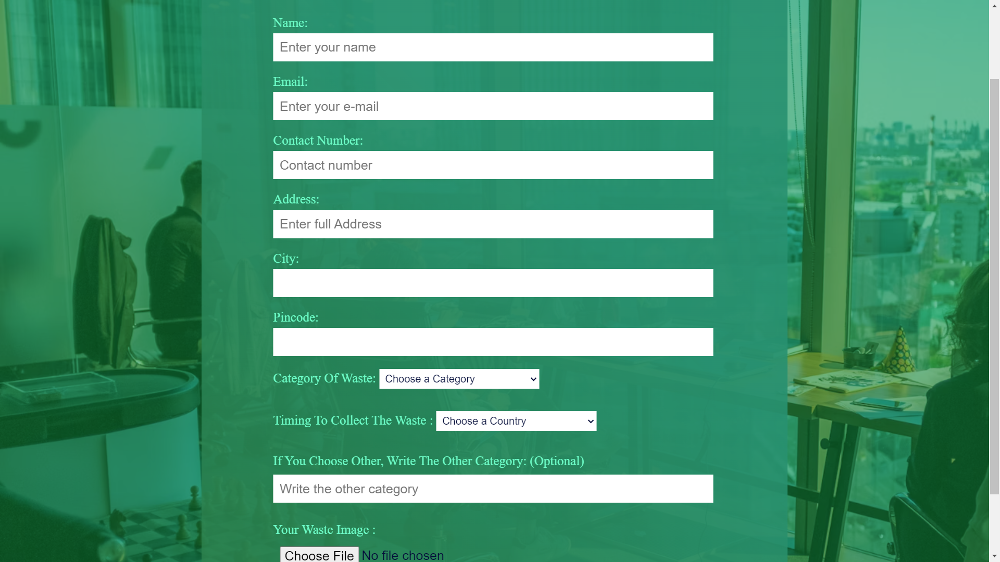 Name:
Enter your name
Email:
Enter your e-mail
Contact Number:
Contact number
Address:
Enter full Address
City:
Pincode:
Category Of Waste: Choose a Category
Timing To Collect The Waste : Choose a Country
If You Choose Other, Write The Other Category: (Optional)
Write the other category
Your Waste Image :
Choose File No file chosen